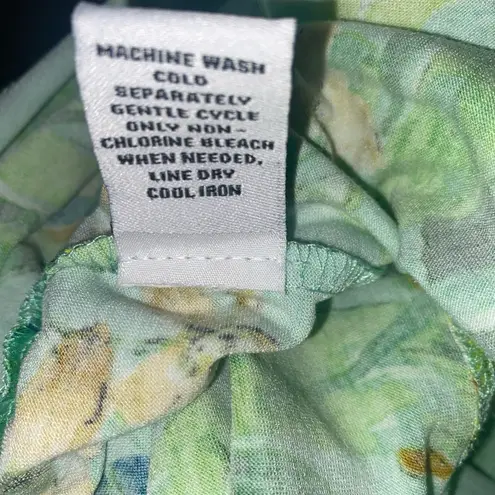 MACHINE WASH
COLD
SEPARATELY
GENTLE CYCLE
ONLY NON-
CHLORINE BLEACH
WHEN NEEDED.
LINE DRY
COOL IRON